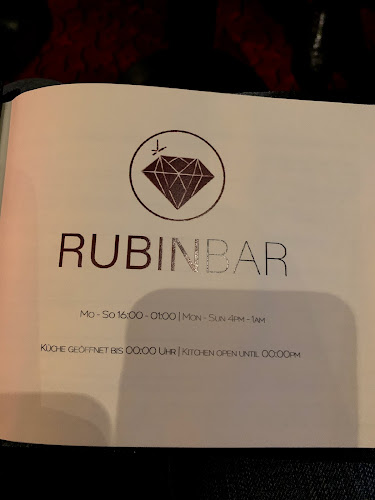 RUBINBAR
Mo - So 16:00 - 01:00 | Mon - Sun 4pm -1am
Küche geöffnet bis 00:00 Uhr | Kitchen open until 00:00pm